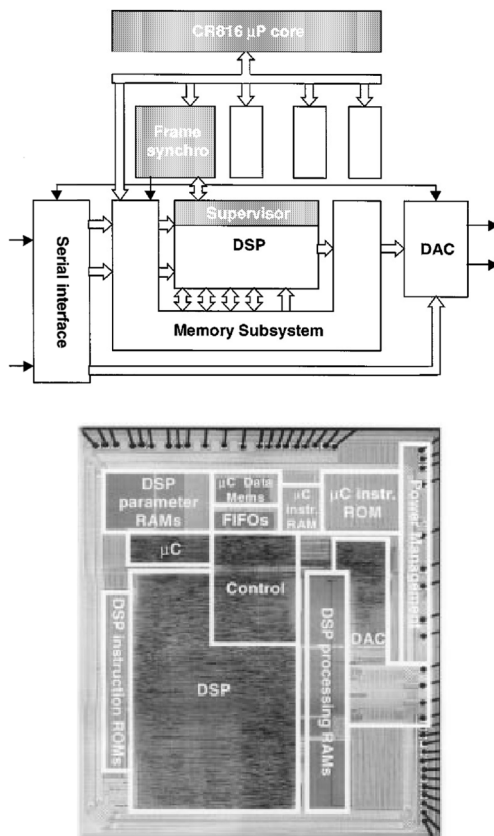 CR816 µP core
Frame
synchro
Supervisor
DSP
Serial interface
DAC
Memory Subsystem
DSP
parameter
RAMs
µC Data
Mems
FIFOs
µC
instr.
RAM
µC instr.
ROM
Power Management
µC
Control
DSP instruction ROMs
DSP
DSP processing RAMs
DAC